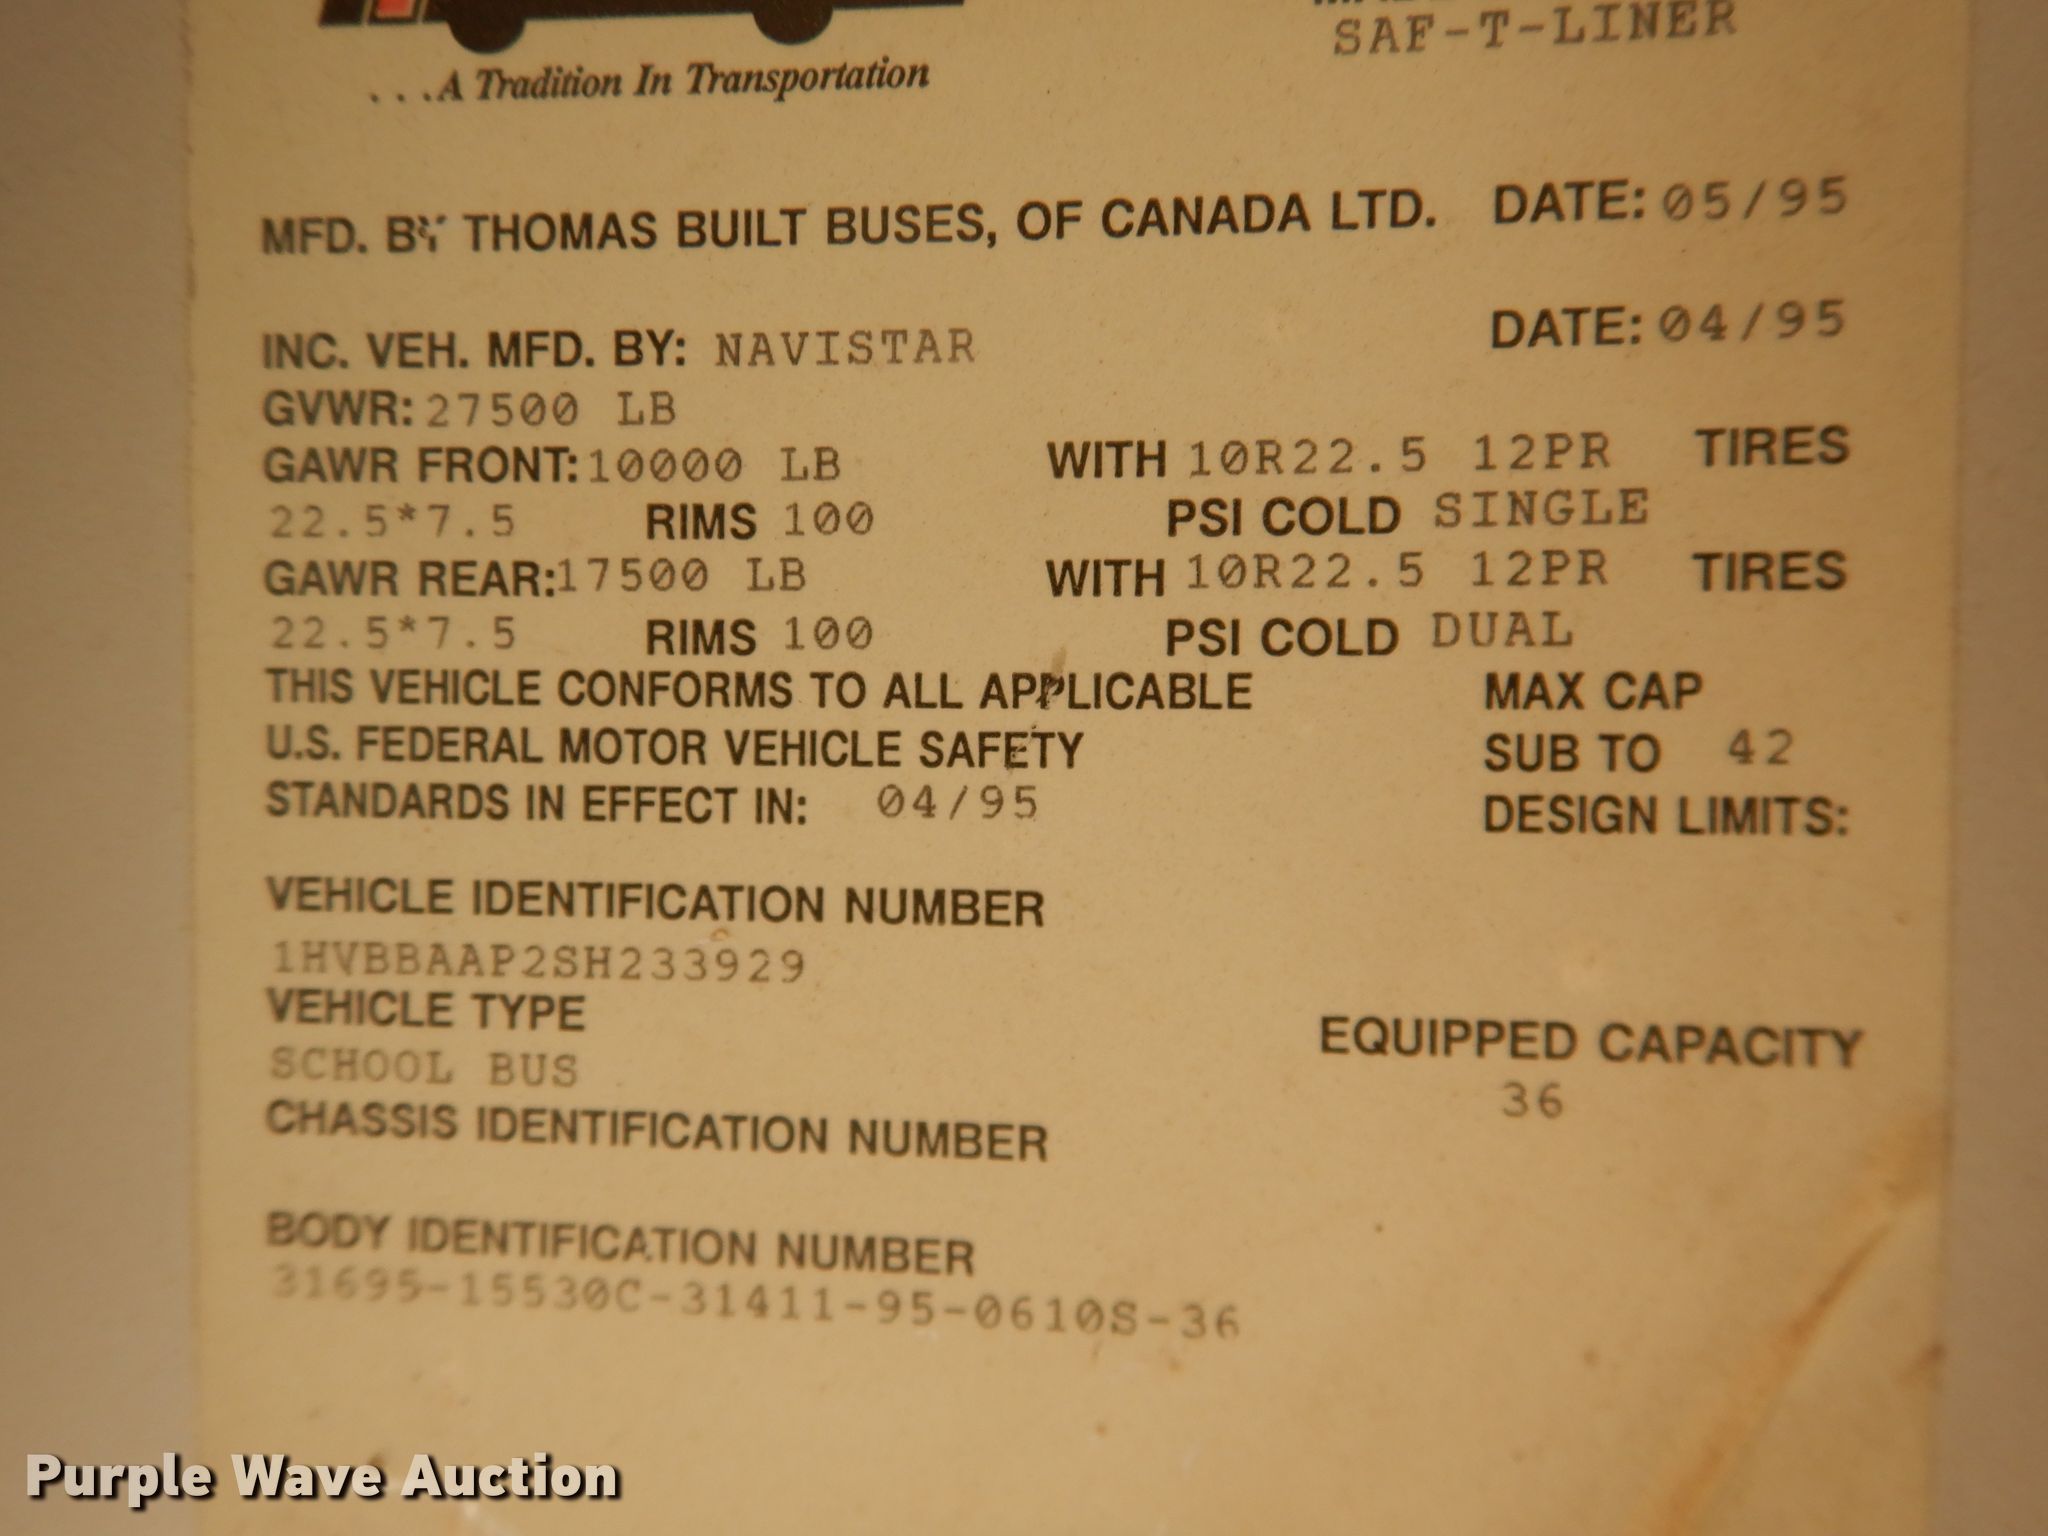 SAF-T-LINER
...A Tradition In Transportation
MFD. BY THOMAS BUILT BUSES, OF CANADA LTD. DATE: 05/95
INC. VEH. MFD. BY: NAVISTAR DATE: 04/95
GVWR: 27500 LB
GAWR FRONT: 10000 LB WITH 10R22.5 12PR TIRES
22.5*7.5 RIMS 100 PSI COLD SINGLE
GAWR REAR: 17500 LB WITH 10R22.5 12PR TIRES
22.5*7.5 RIMS 100 PSI COLD DUAL
THIS VEHICLE CONFORMS TO ALL APPLICABLE MAX CAP
U.S. FEDERAL MOTOR VEHICLE SAFETY SUB TO 42
STANDARDS IN EFFECT IN: 04/95 DESIGN LIMITS:
VEHICLE IDENTIFICATION NUMBER
1HVBBAAP2SH233929
VEHICLE TYPE
EQUIPPED CAPACITY
SCHOOL BUS
36
CHASSIS IDENTIFICATION NUMBER
BODY IDENTIFICATION NUMBER
31695-15530C-31411-95-0610S-36
Purple Wave Auction